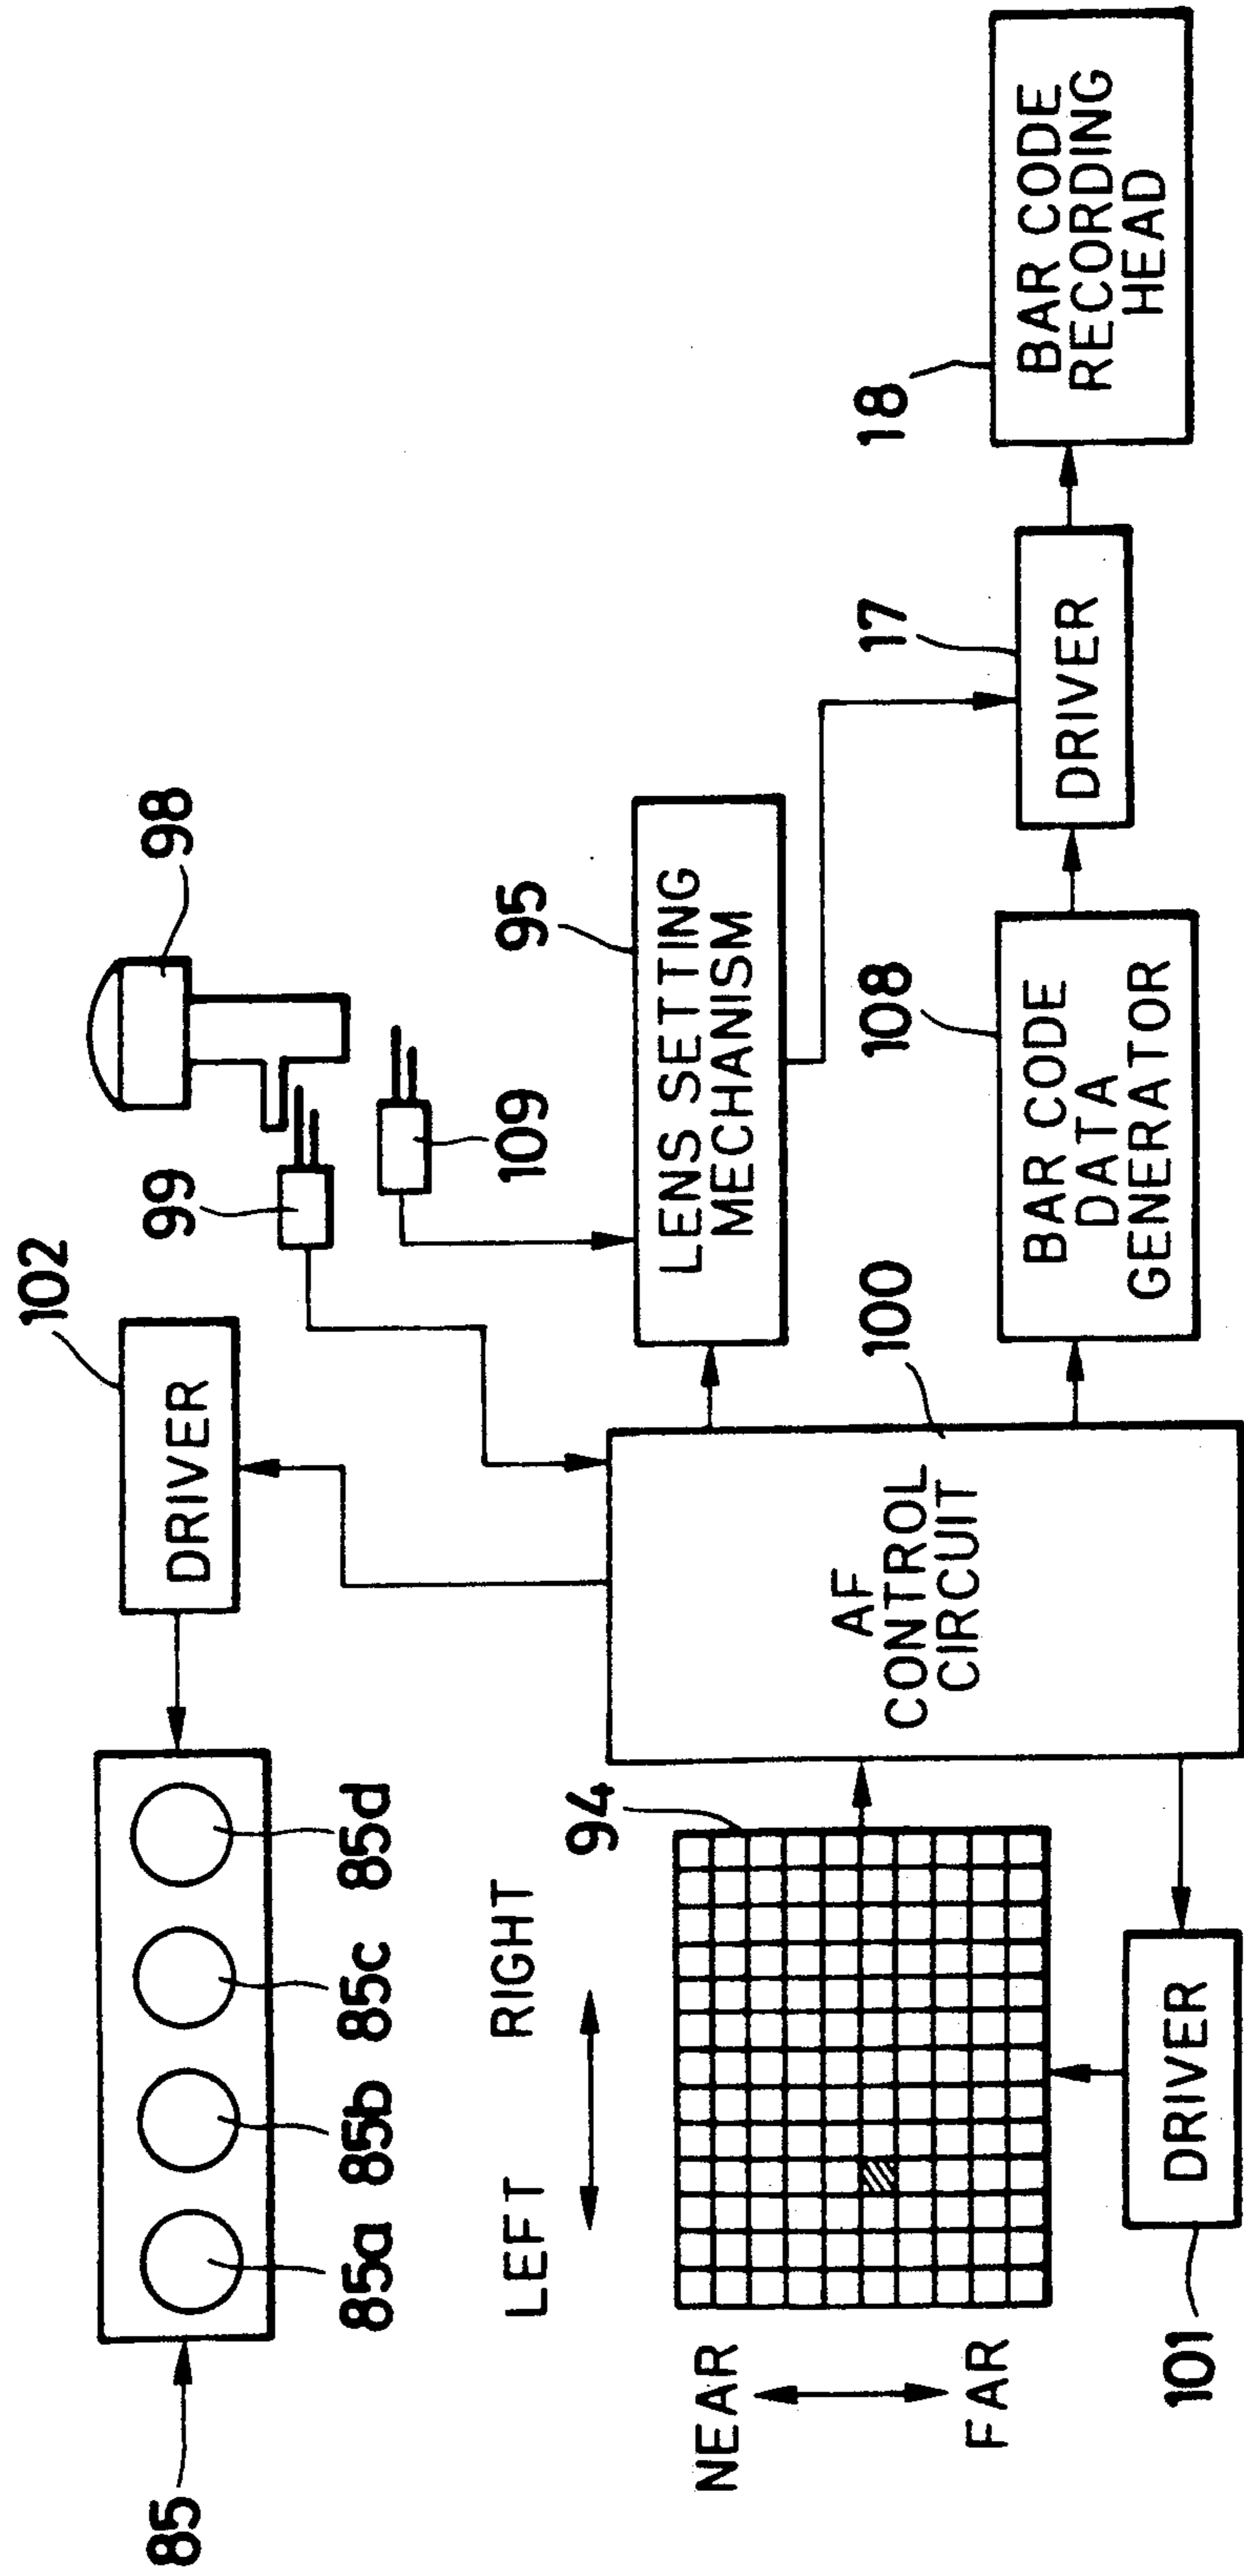 102
98
DRIVER
99
85
85a
85b
85c
85d
109
LEFT
RIGHT
95
94
LENS SETTING
MECHANISM
NEAR
FAR
AF
CONTROL
CIRCUIT
100
108
17
18
BAR CODE
DATA
GENERATOR
DRIVER
BAR CODE
RECORDING
HEAD
101
DRIVER